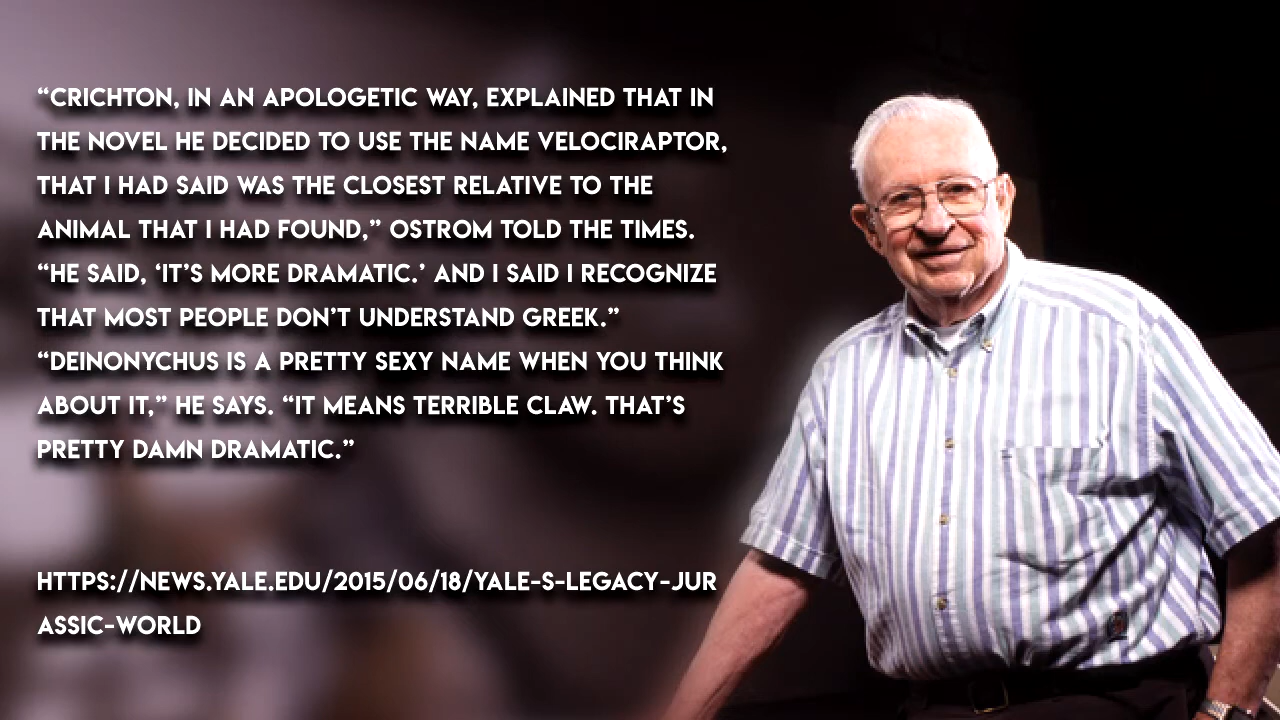 “CRICHTON, IN AN APOLOGETIC WAY, EXPLAINED THAT IN
THE NOVEL HE DECIDED TO USE THE NAME VELOCIRAPTOR,
THAT I HAD SAID WAS THE CLOSEST RELATIVE TO THE
ANIMAL THAT I HAD FOUND,” OSTROM TOLD THE TIMES.
“HE SAID, ‘IT’S MORE DRAMATIC.’ AND I SAID I RECOGNIZE
THAT MOST PEOPLE DON’T UNDERSTAND GREEK.”
“DEINONYCHUS IS A PRETTY SEXY NAME WHEN YOU THINK
ABOUT IT,” HE SAYS. “IT MEANS TERRIBLE CLAW. THAT’S
PRETTY DAMN DRAMATIC.”
HTTPS://NEWS.YALE.EDU/2015/06/18/YALE-S-LEGACY-JUR
ASSIC-WORLD